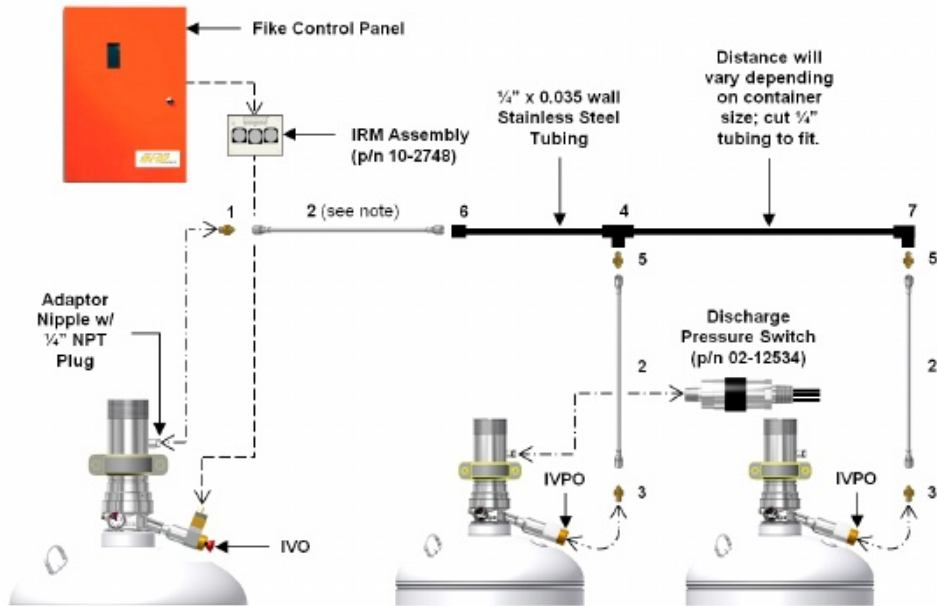 Fike Control Panel
IRM Assembly
(p/n 10-2748)
¼" x 0.035 wall
Stainless Steel
Tubing
Distance will
vary depending
on container
size; cut ¼"
tubing to fit.
1
2 (see note)
6
4
7
5
5
Adaptor
Nipple w/
¼" NPT
Plug
Discharge
Pressure Switch
(p/n 02-12534)
2
2
IVPO
3
IVPO
3
IVO